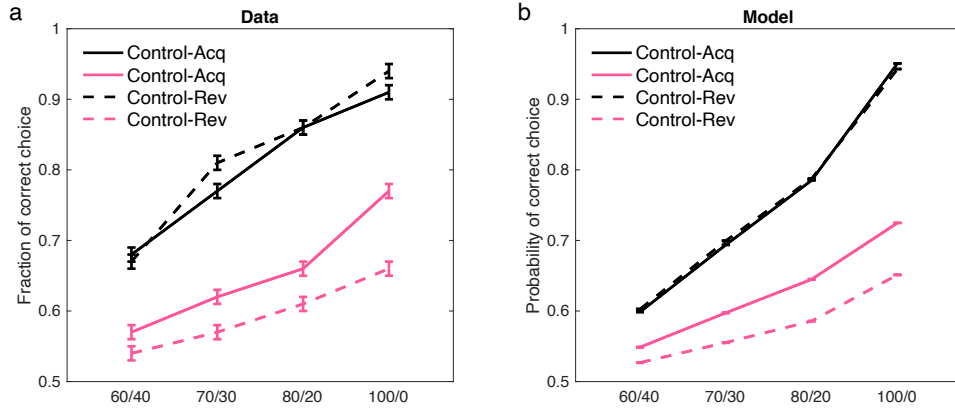 a
Data
Fraction of correct choice
1
0.9
0.8
0.7
0.6
0.5
Control-Acq
Control-Acq
Control-Rev
Control-Rev
60/40 70/30 80/20 100/0
b
Model
Probability of correct choice
1
0.9
0.8
0.7
0.6
0.5
Control-Acq
Control-Acq
Control-Rev
Control-Rev
60/40 70/30 80/20 100/0